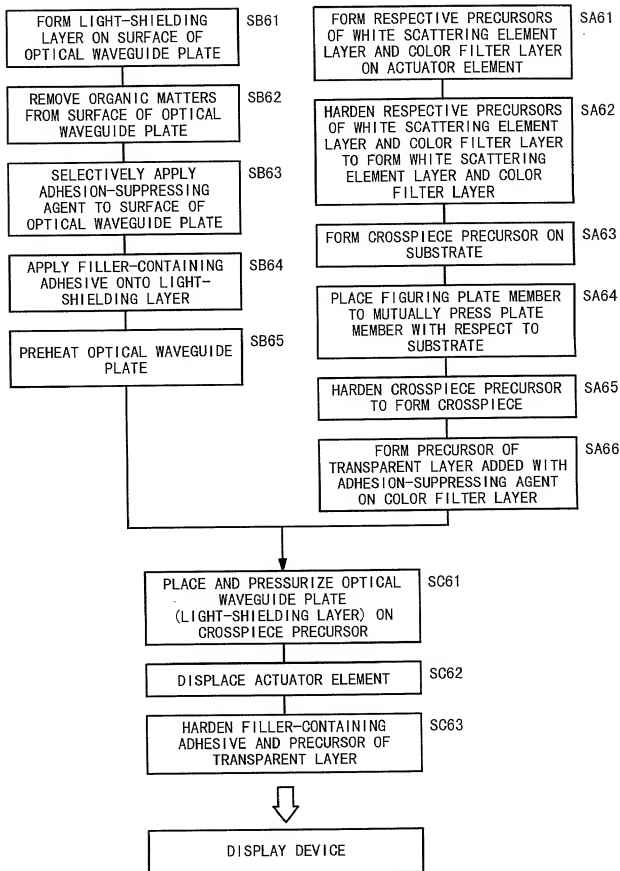 FORM LIGHT-SHIELDING
LAYER ON SURFACE OF
OPTICAL WAVEGUIDE PLATE
SB61
REMOVE ORGANIC MATTERS
FROM SURFACE OF OPTICAL
WAVEGUIDE PLATE
SB62
SELECTIVELY APPLY
ADHESION-SUPPRESSING
AGENT TO SURFACE OF
OPTICAL WAVEGUIDE PLATE
SB63
APPLY FILLER-CONTAINING
ADHESIVE ONTO LIGHT-
SHIELDING LAYER
SB64
PREHEAT OPTICAL WAVEGUIDE
PLATE
SB65
FORM RESPECTIVE PRECURSORS
OF WHITE SCATTERING ELEMENT
LAYER AND COLOR FILTER LAYER
ON ACTUATOR ELEMENT
SA61
HARDEN RESPECTIVE PRECURSORS
OF WHITE SCATTERING ELEMENT
LAYER AND COLOR FILTER LAYER
TO FORM WHITE SCATTERING
ELEMENT LAYER AND COLOR
FILTER LAYER
SA62
FORM CROSSPIECE PRECURSOR ON
SUBSTRATE
SA63
PLACE FIGURING PLATE MEMBER
TO MUTUALLY PRESS PLATE
MEMBER WITH RESPECT TO
SUBSTRATE
SA64
HARDEN CROSSPIECE PRECURSOR
TO FORM CROSSPIECE
SA65
FORM PRECURSOR OF
TRANSPARENT LAYER ADDED WITH
ADHESION-SUPPRESSING AGENT
ON COLOR FILTER LAYER
SA66
PLACE AND PRESSURIZE OPTICAL
WAVEGUIDE PLATE
(LIGHT-SHIELDING LAYER) ON
CROSSPIECE PRECURSOR
SC61
DISPLACE ACTUATOR ELEMENT
SC62
HARDEN FILLER-CONTAINING
ADHESIVE AND PRECURSOR OF
TRANSPARENT LAYER
SC63
DISPLAY DEVICE